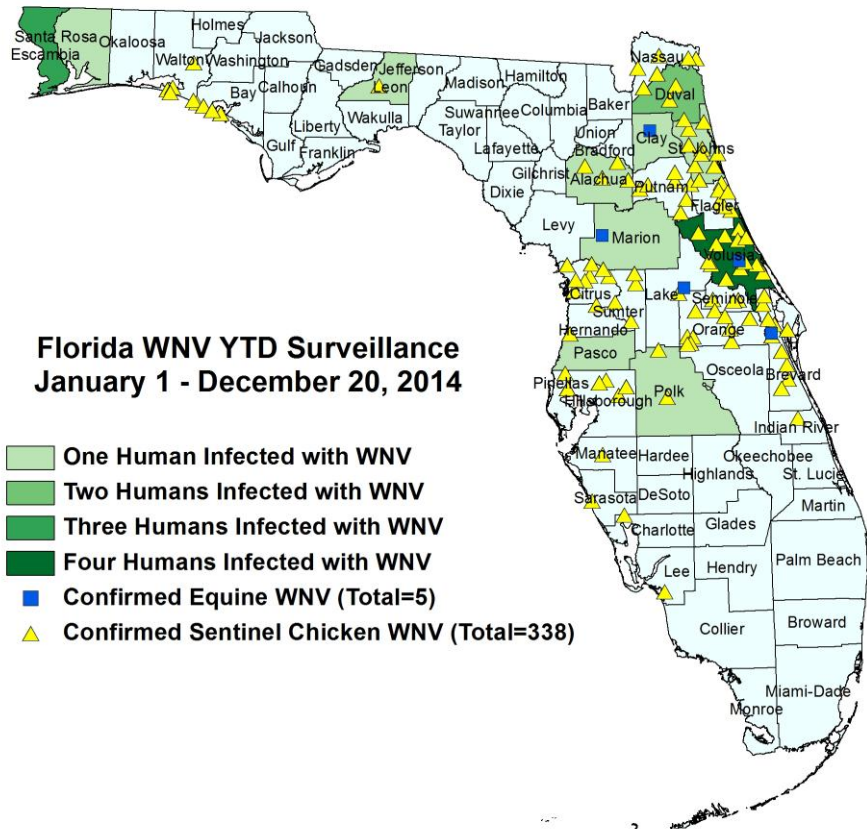 Holmes
Jackson
Santa Rosa
Escambia
Okaloosa
Walton
Washington
Gadsden
Jefferson
Leon
Madison
Hamilton
Nassau
Duval
Bay
Calhoun
Liberty
Wakulla
Taylor
Suwannee
Columbia
Baker
Union
Bradford
Clay
St. Johns
Gulf
Franklin
Lafayette
Gilchrist
Dixie
Alachua
Putnam
Flagler
Levy
Marion
Volusia
Citrus
Lake
Seminole
Sumter
Orange
Hernando
Pasco
Osceola
Brevard
Pinellas
Hillsborough
Polk
Indian River
Manatee
Hardee
Highlands
Okeechobee
St. Lucie
Sarasota
DeSoto
Martin
Charlotte
Glades
Lee
Hendry
Palm Beach
Collier
Broward
Monroe
Miami-Dade
Florida WNV YTD Surveillance
January 1 - December 20, 2014
One Human Infected with WNV
Two Humans Infected with WNV
Three Humans Infected with WNV
Four Humans Infected with WNV
Confirmed Equine WNV (Total=5)
Confirmed Sentinel Chicken WNV (Total=338)